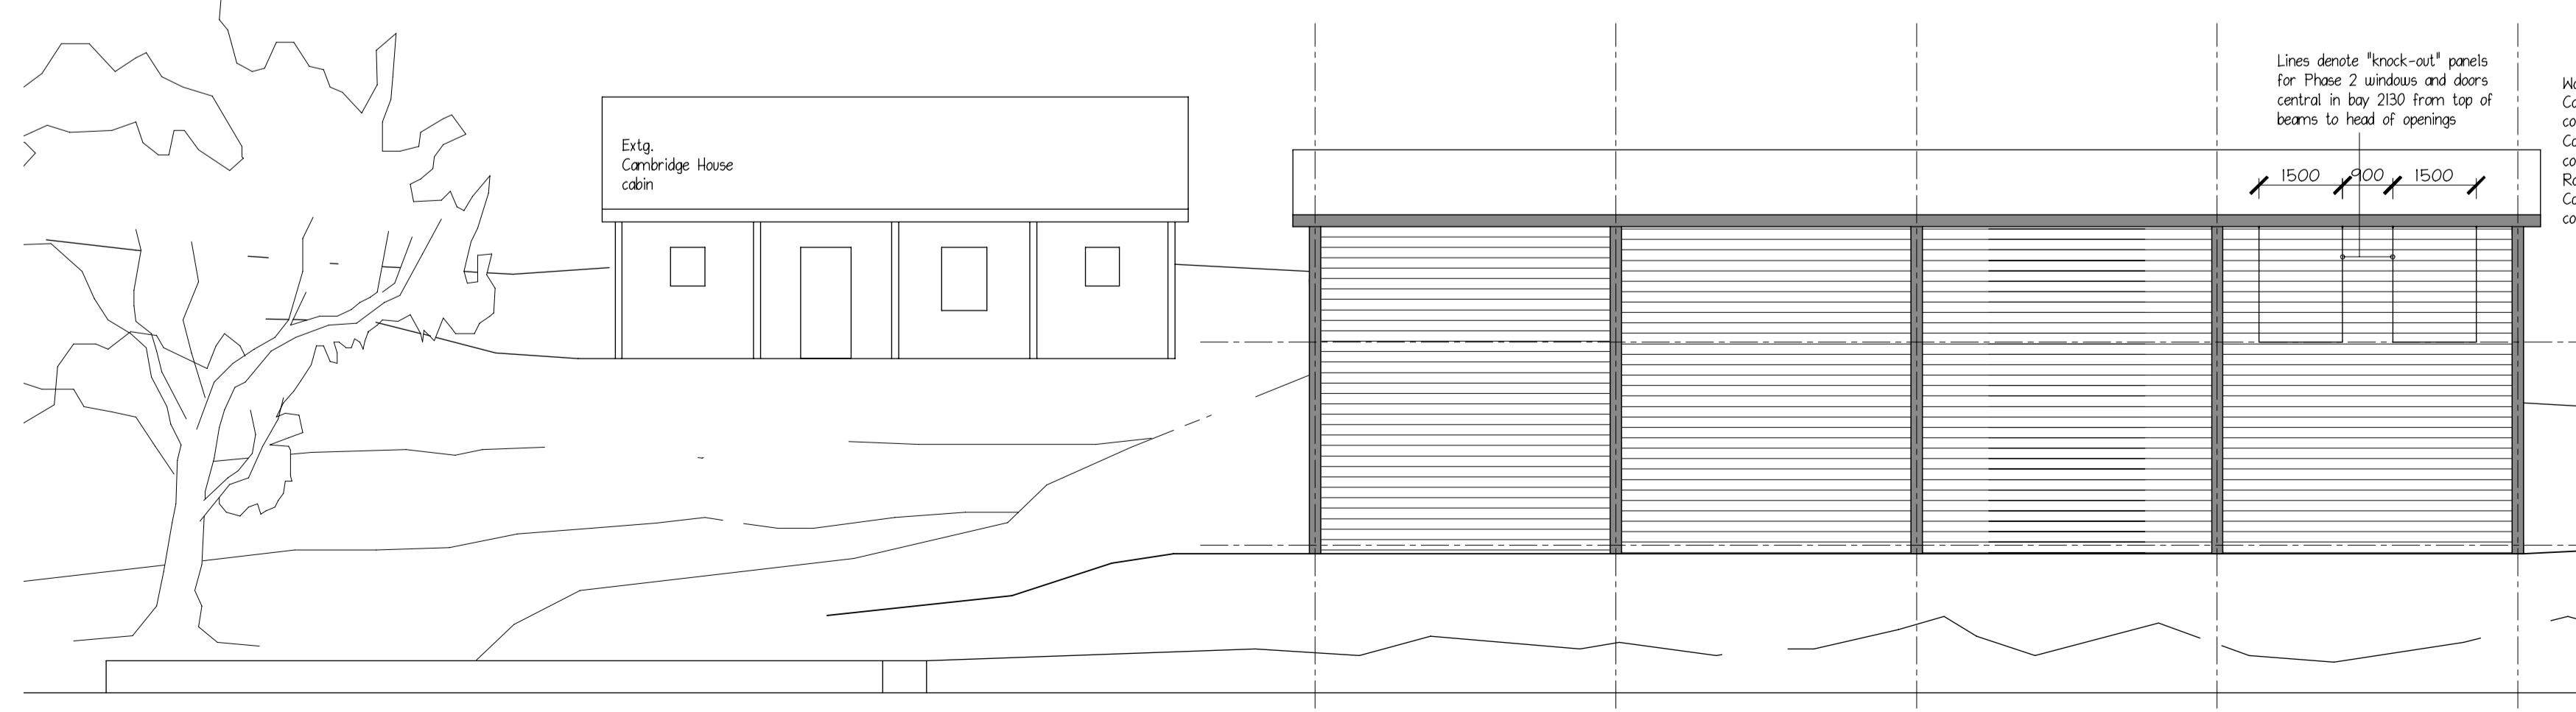 Extg.
Cambridge House
cabin
Lines denote "knock-out" panels
for Phase 2 windows and doors
central in bay 2130 from top of
beams to head of openings
1500 900 1500